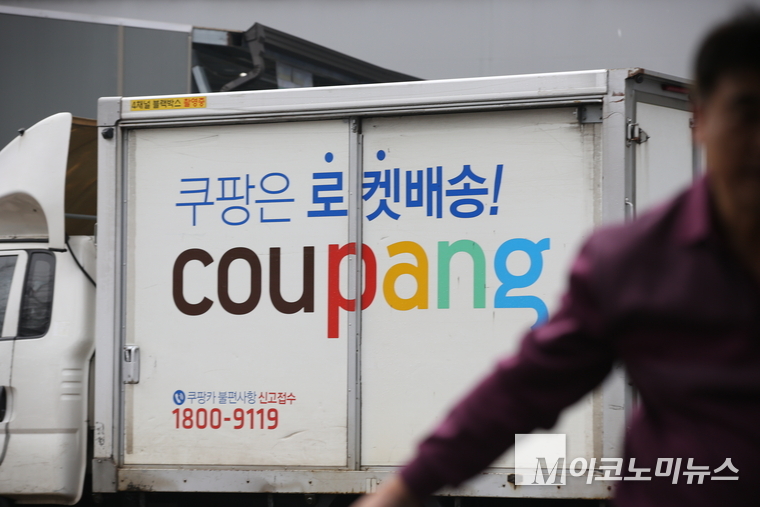 4채널 블랙박스 촬영중
쿠팡은 로켓배송!
coupang
쿠팡카 불편사항 신고접수
1800-9119
M이코노미뉴스